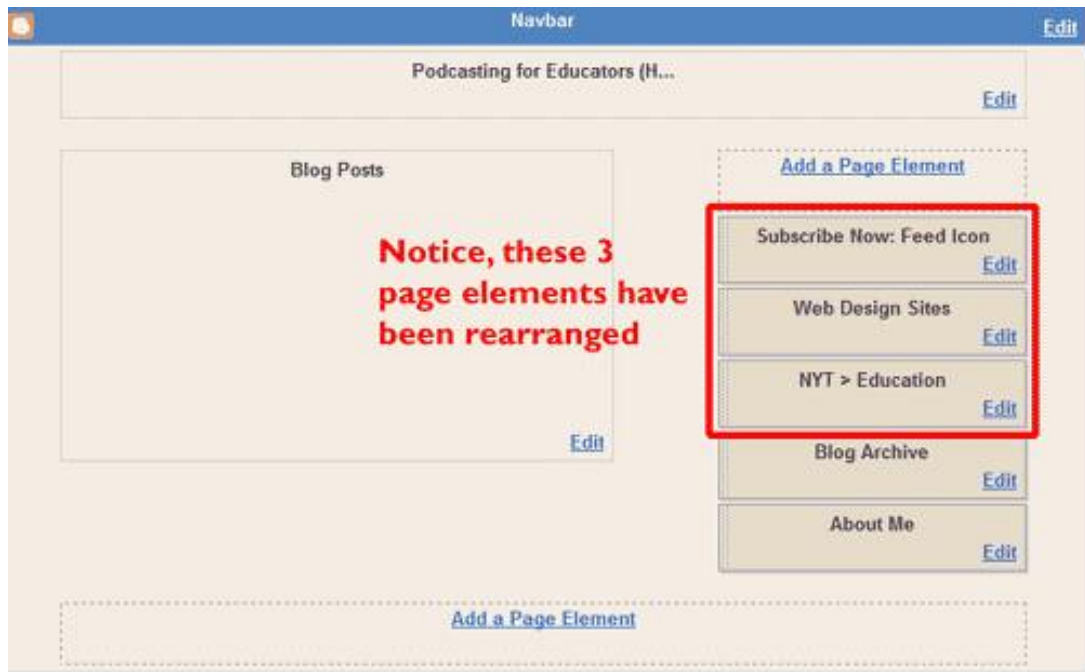 Navbar
Edit
Podcasting for Educators (H...
Edit
Blog Posts
Notice, these 3
page elements have
been rearranged
Edit
Add a Page Element
Subscribe Now: Feed Icon
Edit
Web Design Sites
Edit
NYT > Education
Edit
Blog Archive
Edit
About Me
Edit
Add a Page Element